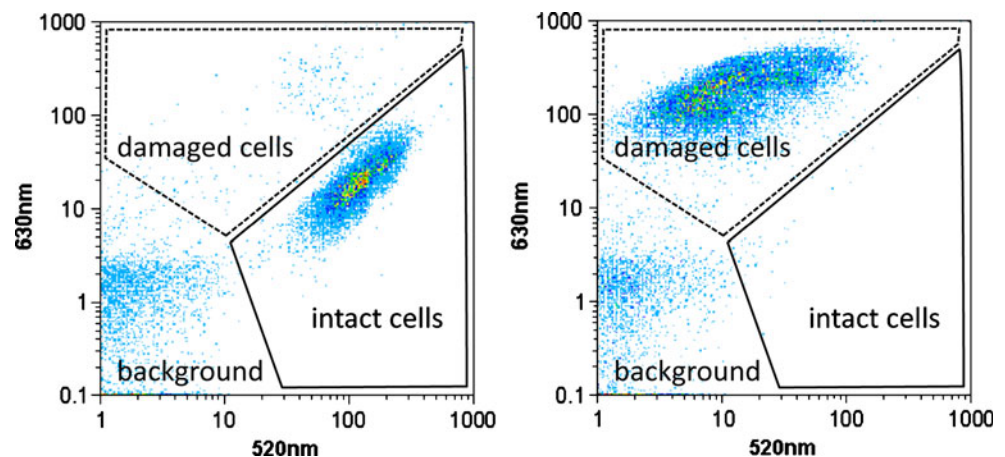 1000
100
10
1
0.1
630nm
damaged cells
intact cells
background
1 10 100 1000
520nm
1000
100
10
1
0.1
630nm
damaged cells
intact cells
background
1 10 100 1000
520nm